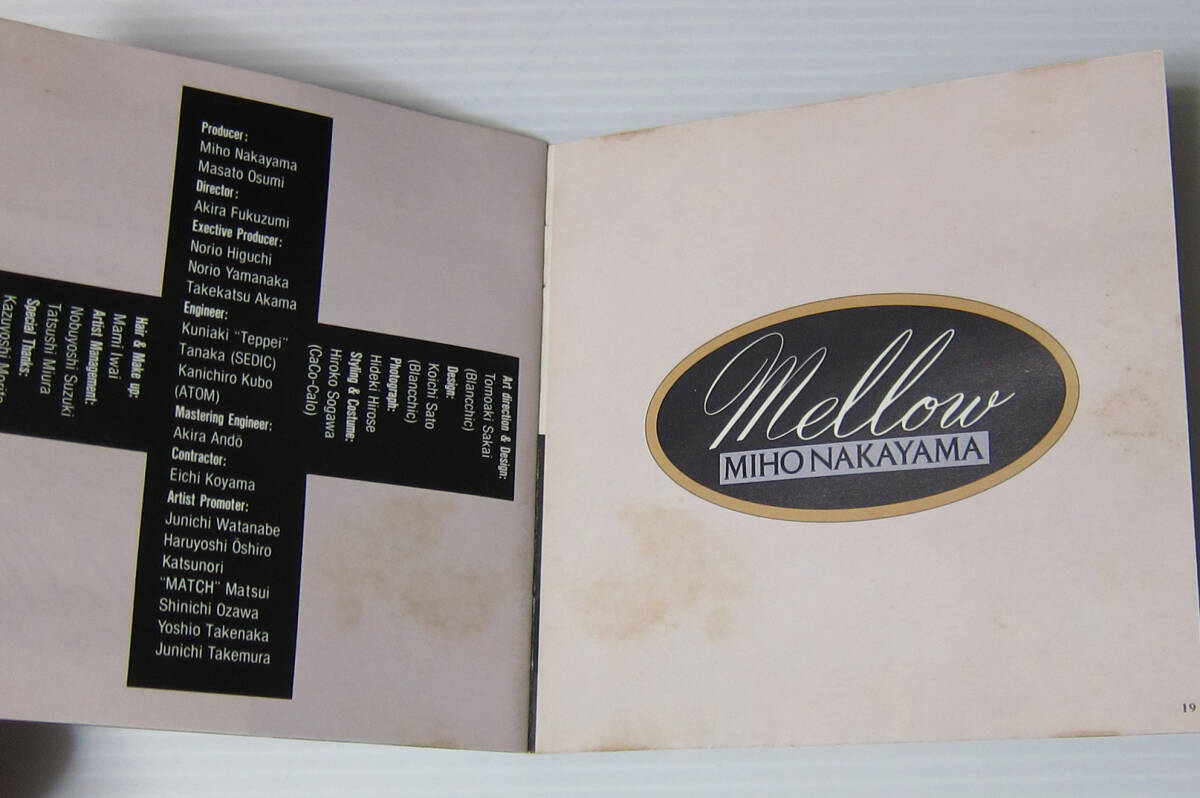 Producer:
Miho Nakayama
Masato Osumi
Director:
Akira Fukuzumi
Exective Producer:
Norio Higuchi
Norio Yamanaka
Takekatsu Akama
Engineer:
Kuniaki "Teppei"
Tanaka (SEDIC)
Kanichiro Kubo
(ATOM)
Mastering Engineer:
Akira Andō
Contractor:
Eichi Koyama
Artist Promoter:
Junichi Watanabe
Haruyoshi Ōshiro
Katsunori
"MATCH" Matsui
Shinichi Ozawa
Yoshio Takenaka
Junichi Takemura
Art direction & Design:
Tomoaki Sakai
(Blancchic)
Design:
Koichi Sato
(Blancchic)
Photograph:
Hideki Hirose
Styling & Costume:
Hiroko Sogawa
(CaCo-Calo)
Hair & Make up:
Mami Iwai
Artist Management:
Nobuyoshi Suzuki
Tatsushi Miura
Special Thanks:
Kazuyoshi
Mellow
MIHO NAKAYAMA
19